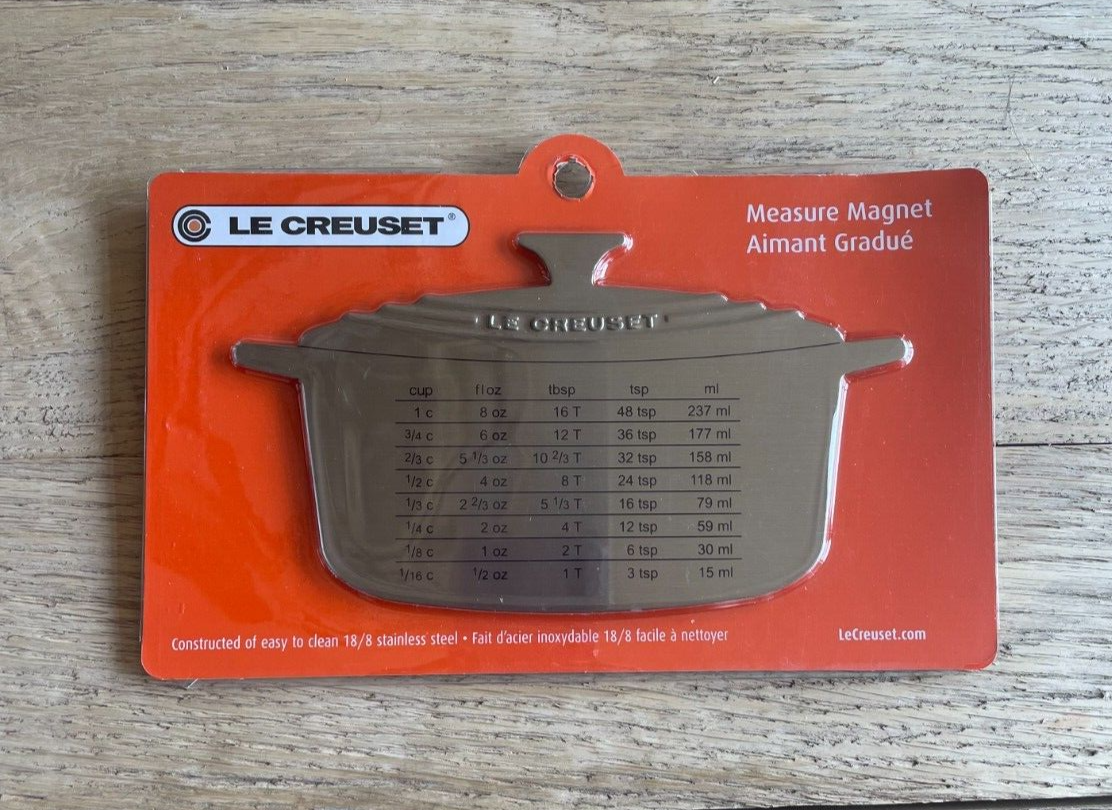 LE CREUSET®
Measure Magnet
Aimant Gradué
LE CREUSET
cup fl oz tbsp tsp ml
1 c 8 oz 16 T 48 tsp 237 ml
3/4 c 6 oz 12 T 36 tsp 177 ml
2/3 c 5 1/3 oz 10 2/3 T 32 tsp 158 ml
1/2 c 4 oz 8 T 24 tsp 118 ml
1/3 c 2 2/3 oz 5 1/3 T 16 tsp 79 ml
1/4 c 2 oz 4 T 12 tsp 59 ml
1/8 c 1 oz 2 T 6 tsp 30 ml
1/16 c 1/2 oz 1 T 3 tsp 15 ml
Constructed of easy to clean 18/8 stainless steel • Fait d'acier inoxydable 18/8 facile à nettoyer
LeCreuset.com